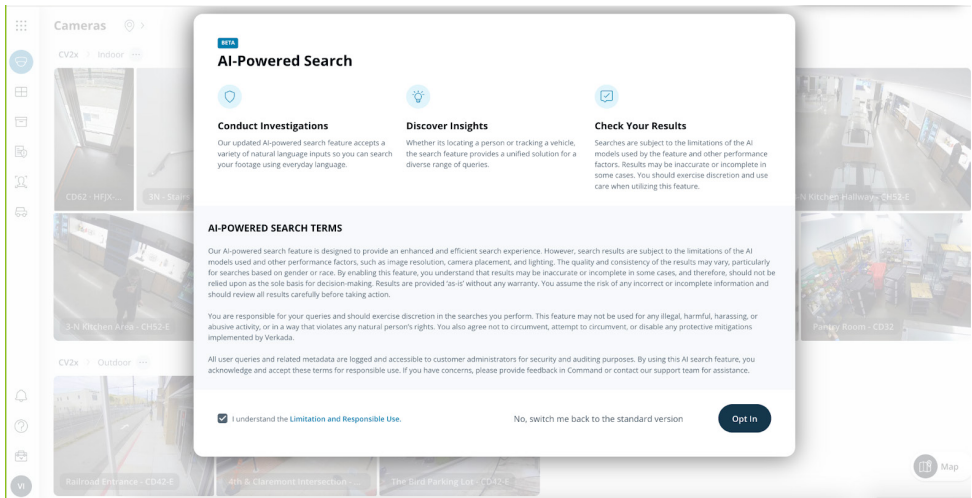 Cameras
CV2x > Indoor
BETA
AI-Powered Search
Conduct Investigations
Our updated AI-powered search feature accepts a
variety of natural language inputs so you can search
your footage using everyday language.
Discover Insights
Whether its locating a person or tracking a vehicle,
the search feature provides a unified solution for a
diverse range of queries.
Check Your Results
Searches are subject to the limitations of the AI
models used by the feature and other performance
factors. Results may be inaccurate or incomplete in
some cases. You should exercise discretion and use
care when utilizing this feature.
CD62 - HFJX-...
3N - Stairs
N Kitchen Hallway - CH52-E
AI-POWERED SEARCH TERMS
Our AI-powered search feature is designed to provide an enhanced and efficient search experience. However, search results are subject to the limitations of the AI
models used and other performance factors, such as image resolution, camera placement, and lighting. The quality and consistency of the results may vary, particularly
for searches based on gender or race. By enabling this feature, you understand that results may be inaccurate or incomplete in some cases, and therefore, should not be
relied upon as the sole basis for decision-making. Results are provided 'as-is' without any warranty. You assume the risk of any incorrect or incomplete information and
should review all results carefully before taking action.
You are responsible for your queries and should exercise discretion in the searches you perform. This feature may not be used for any illegal, harmful, harassing, or
abusive activity, or in a way that violates any natural person's rights. You also agree not to circumvent, attempt to circumvent, or disable any protective mitigations
implemented by Verkada.
3-N Kitchen Area - CH52-E
Pantry Room - CD32
CV2x > Outdoor
All user queries and related metadata are logged and accessible to customer administrators for security and auditing purposes. By using this AI search feature, you
acknowledge and accept these terms for responsible use. If you have concerns, please provide feedback in Command or contact our support team for assistance.
I understand the Limitation and Responsible Use.
No, switch me back to the standard version
Opt In
Map
VI
Railroad Entrance - CD42-E
4th & Claremont Intersection - ...
The Bird Parking Lot - CD42-E